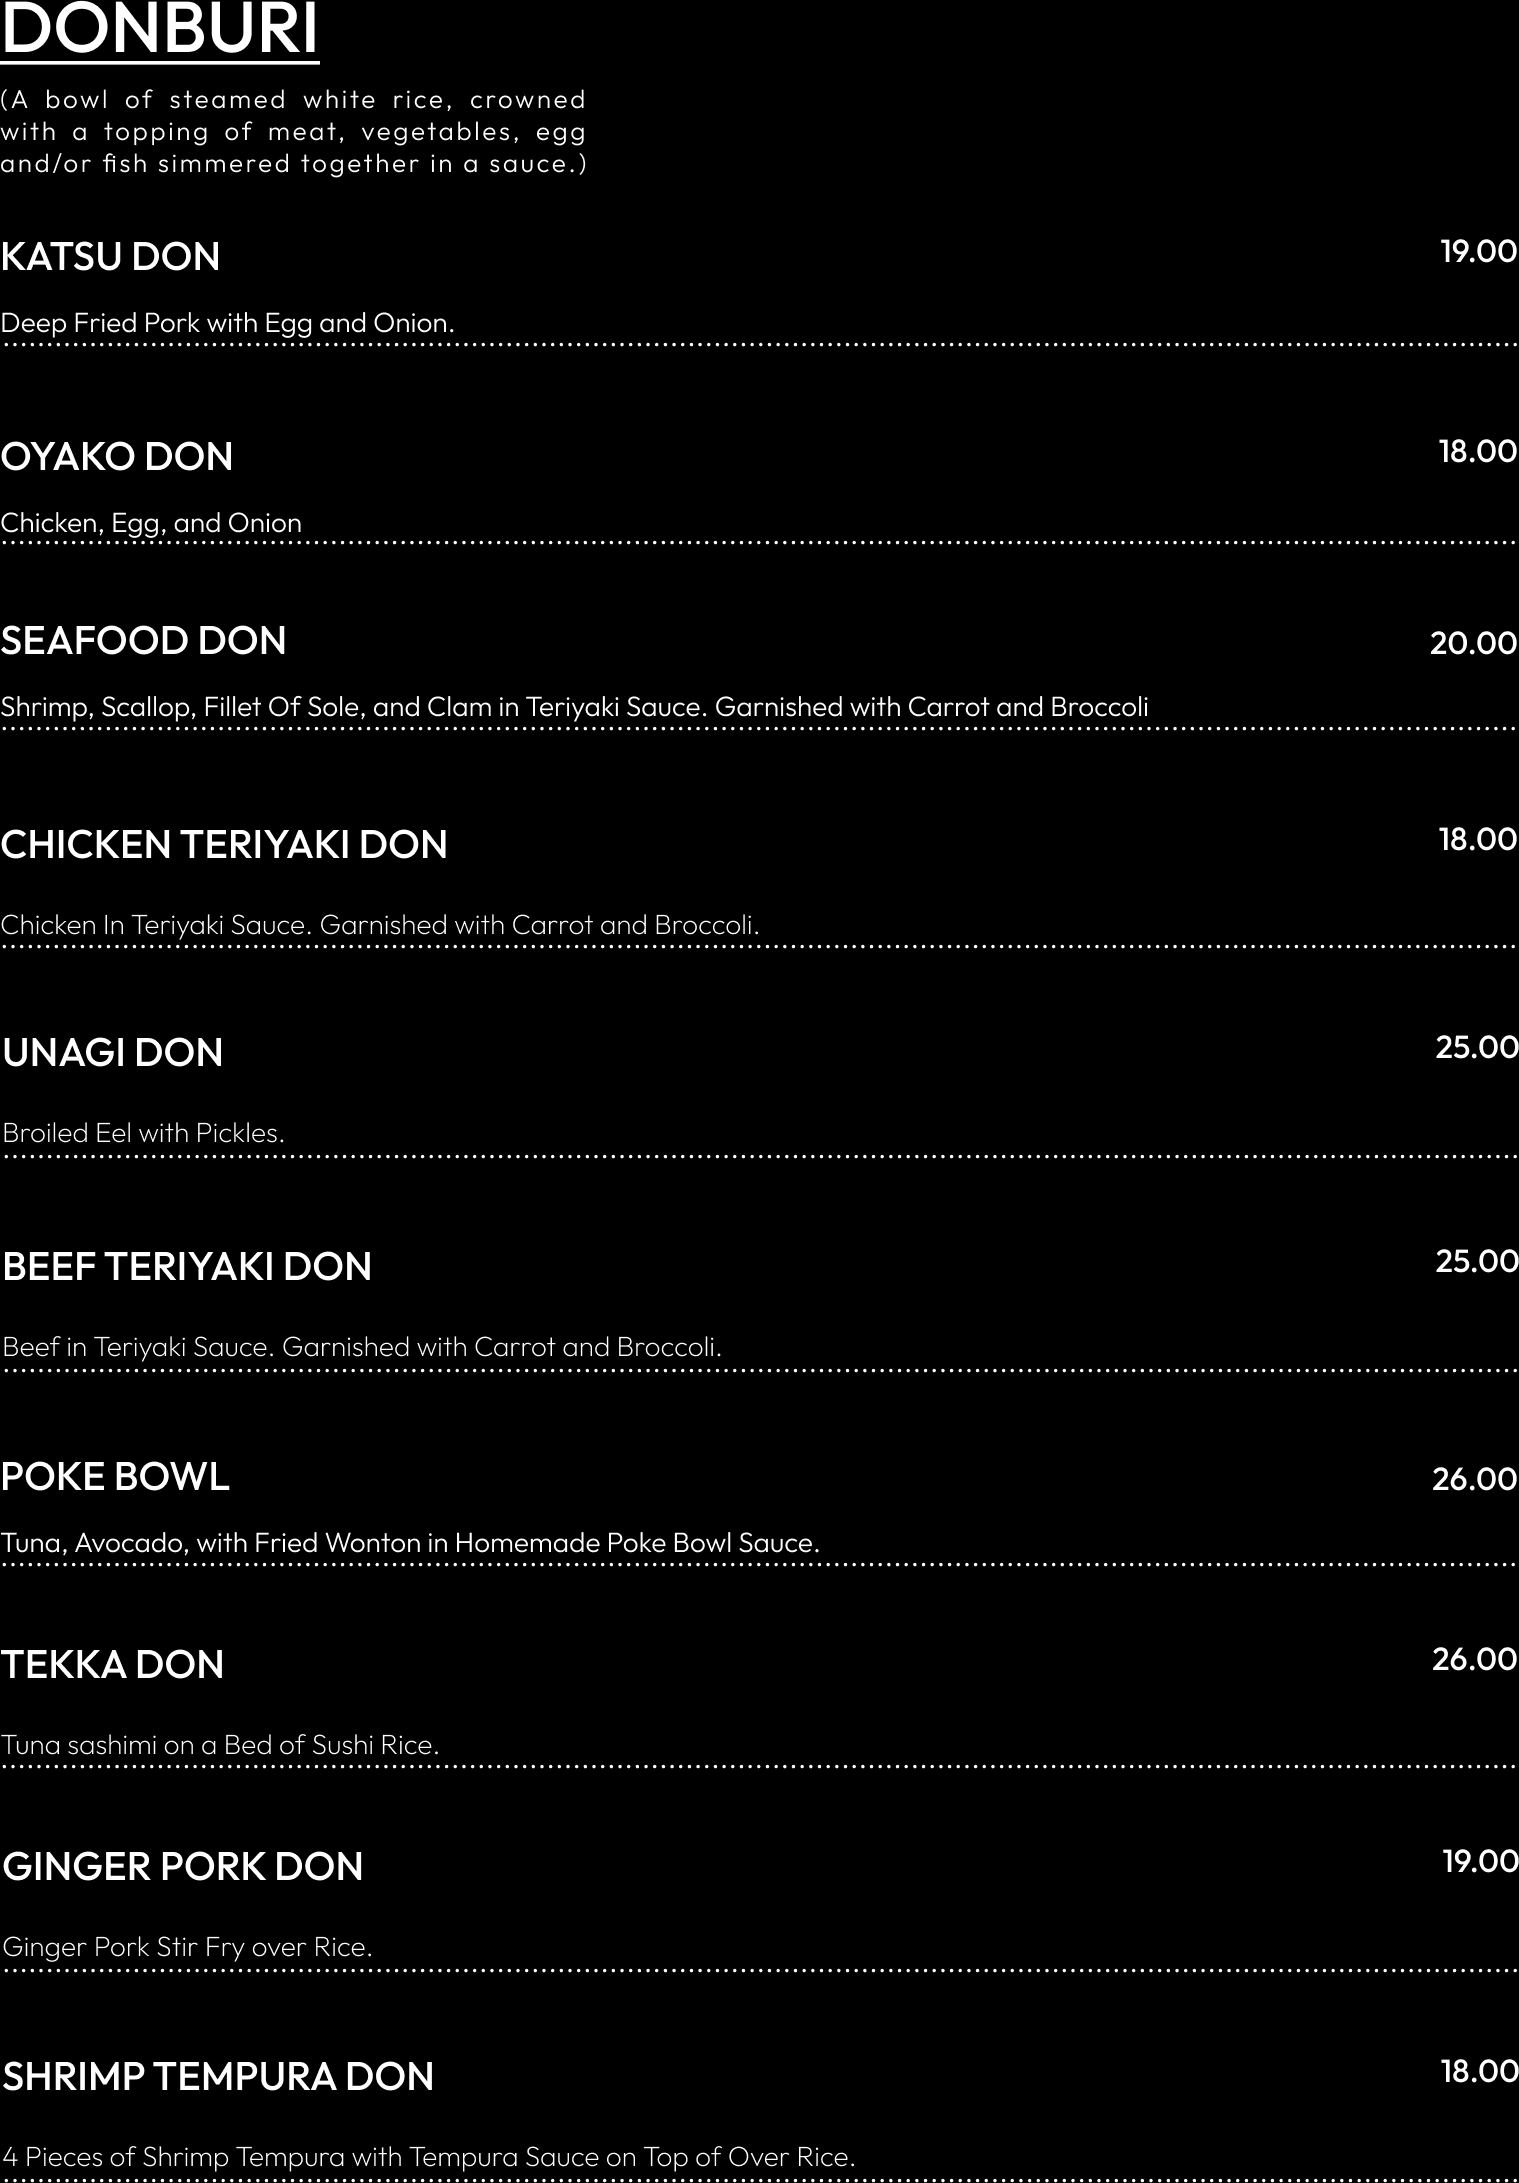 DONBURI
(A bowl of steamed white rice, crowned
with a topping of meat, vegetables, egg
and/or fish simmered together in a sauce.)
KATSU DON 19.00
Deep Fried Pork with Egg and Onion.
OYAKO DON 18.00
Chicken, Egg, and Onion
SEAFOOD DON 20.00
Shrimp, Scallop, Fillet Of Sole, and Clam in Teriyaki Sauce. Garnished with Carrot and Broccoli
CHICKEN TERIYAKI DON 18.00
Chicken In Teriyaki Sauce. Garnished with Carrot and Broccoli.
UNAGI DON 25.00
Broiled Eel with Pickles.
BEEF TERIYAKI DON 25.00
Beef in Teriyaki Sauce. Garnished with Carrot and Broccoli.
POKE BOWL 26.00
Tuna, Avocado, with Fried Wonton in Homemade Poke Bowl Sauce.
TEKKA DON 26.00
Tuna sashimi on a Bed of Sushi Rice.
GINGER PORK DON 19.00
Ginger Pork Stir Fry over Rice.
SHRIMP TEMPURA DON 18.00
4 Pieces of Shrimp Tempura with Tempura Sauce on Top of Over Rice.